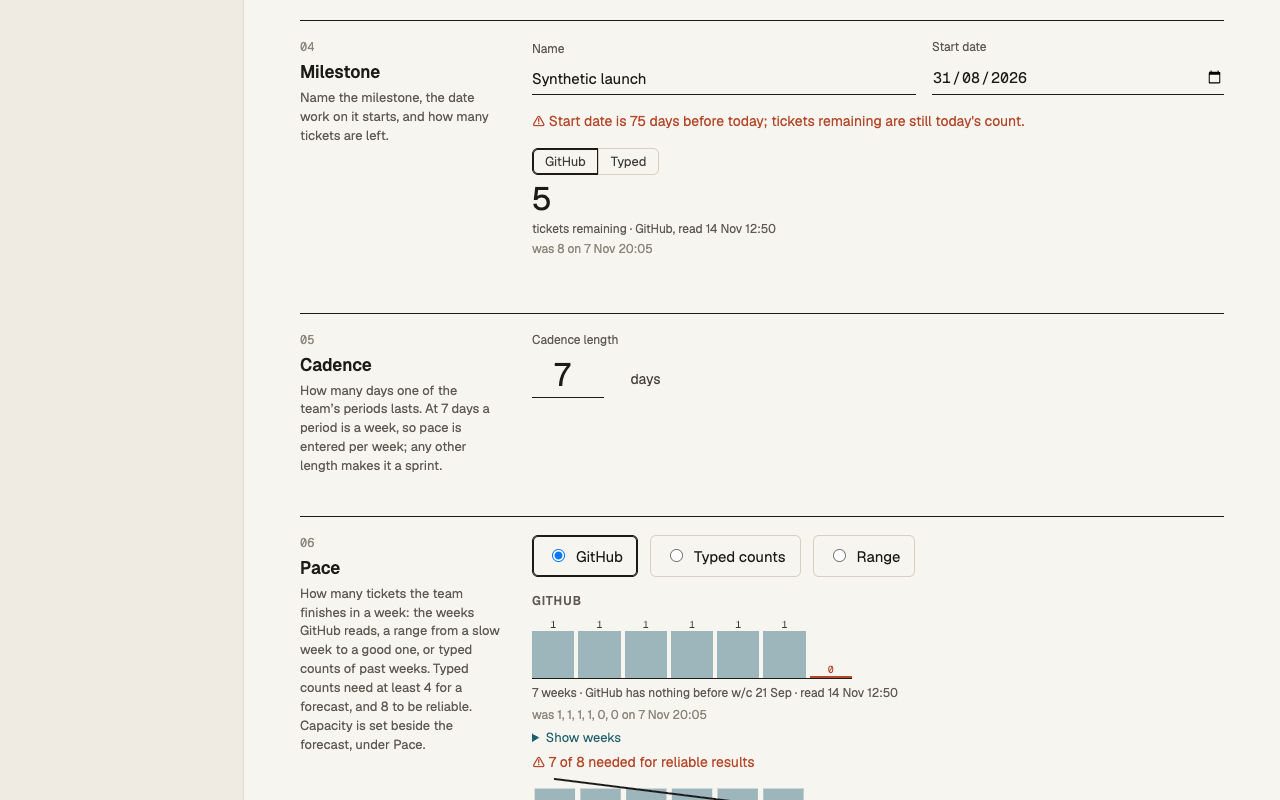 04
Milestone
Name the milestone, the date
work on it starts, and how many
tickets are left.
Name
Synthetic launch
Start date
31/08/2026
Start date is 75 days before today; tickets remaining are still today's count.
GitHub
Typed
5
tickets remaining · GitHub, read 14 Nov 12:50
was 8 on 7 Nov 20:05
05
Cadence
How many days one of the
team's periods lasts. At 7 days a
period is a week, so pace is
entered per week; any other
length makes it a sprint.
Cadence length
7 days
06
Pace
How many tickets the team
finishes in a week: the weeks
GitHub reads, a range from a slow
week to a good one, or typed
counts of past weeks. Typed
counts need at least 4 for a
forecast, and 8 to be reliable.
Capacity is set beside the
forecast, under Pace.
GitHub
Typed counts
Range
GITHUB
1 1 1 1 1 1 0
7 weeks · GitHub has nothing before w/c 21 Sep · read 14 Nov 12:50
was 1, 1, 1, 1, 0, 0 on 7 Nov 20:05
Show weeks
7 of 8 needed for reliable results